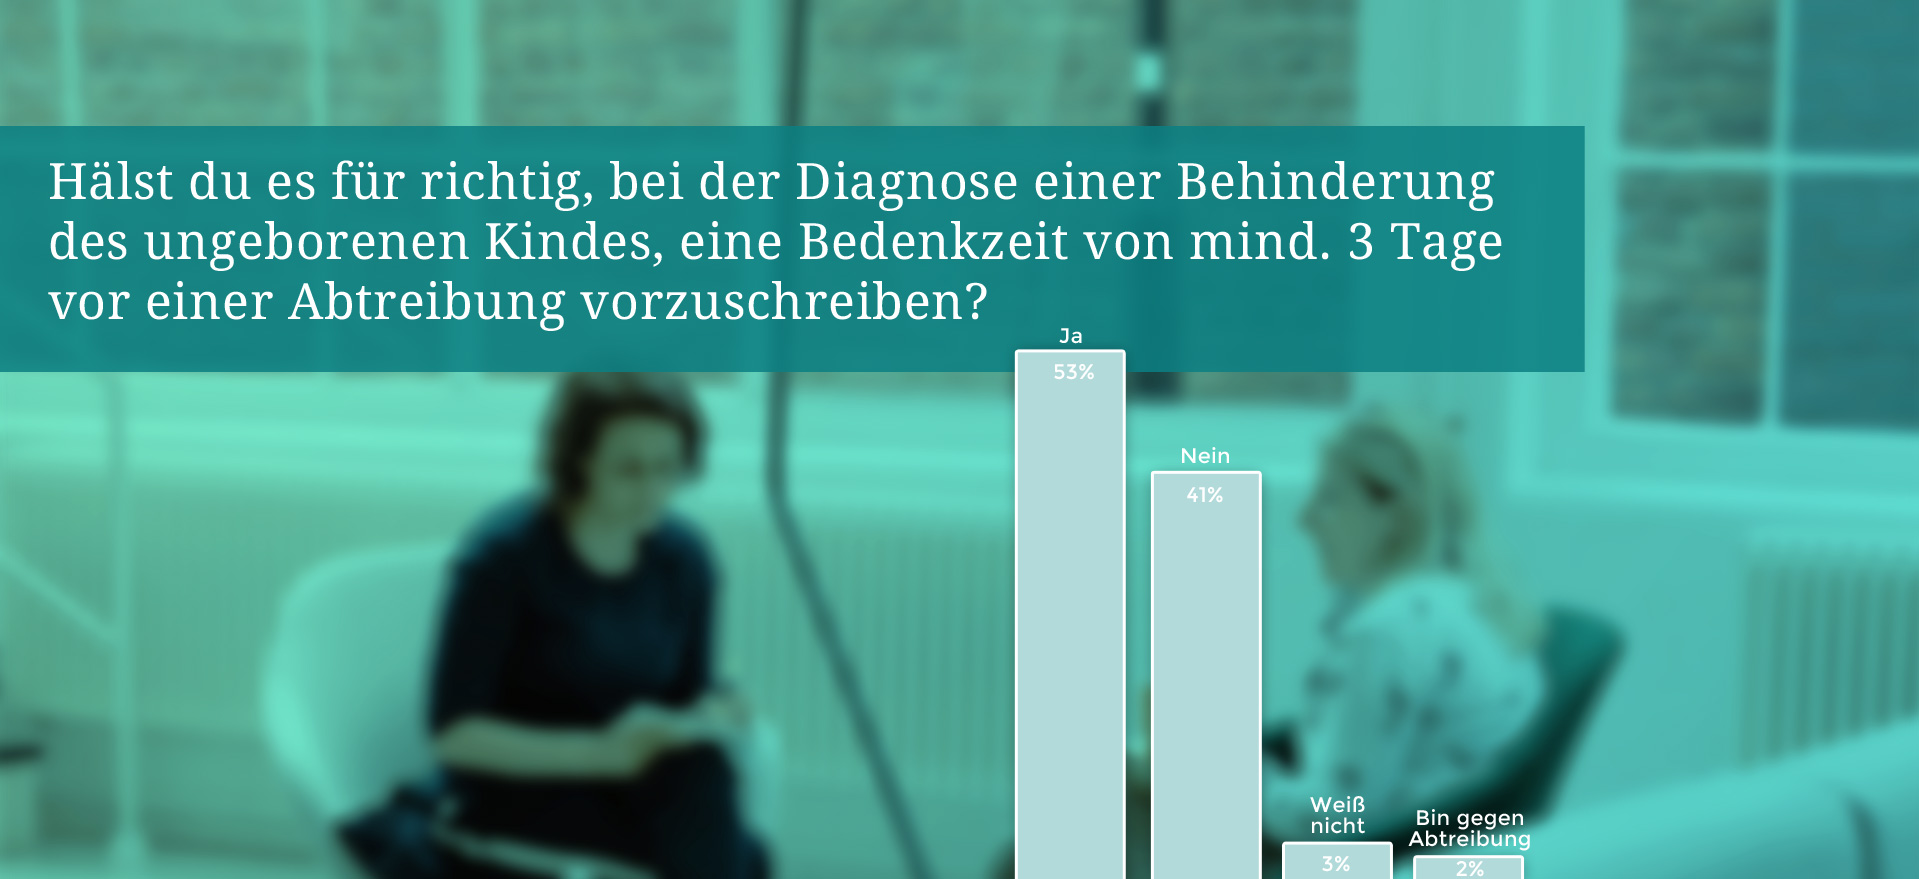 Hälst du es für richtig, bei der Diagnose einer Behinderung
des ungeborenen Kindes, eine Bedenkzeit von mind. 3 Tage
vor einer Abtreibung vorzuschreiben?
Ja
53%
Nein
41%
Weiß
nicht
3%
Bin gegen
Abtreibung
2%